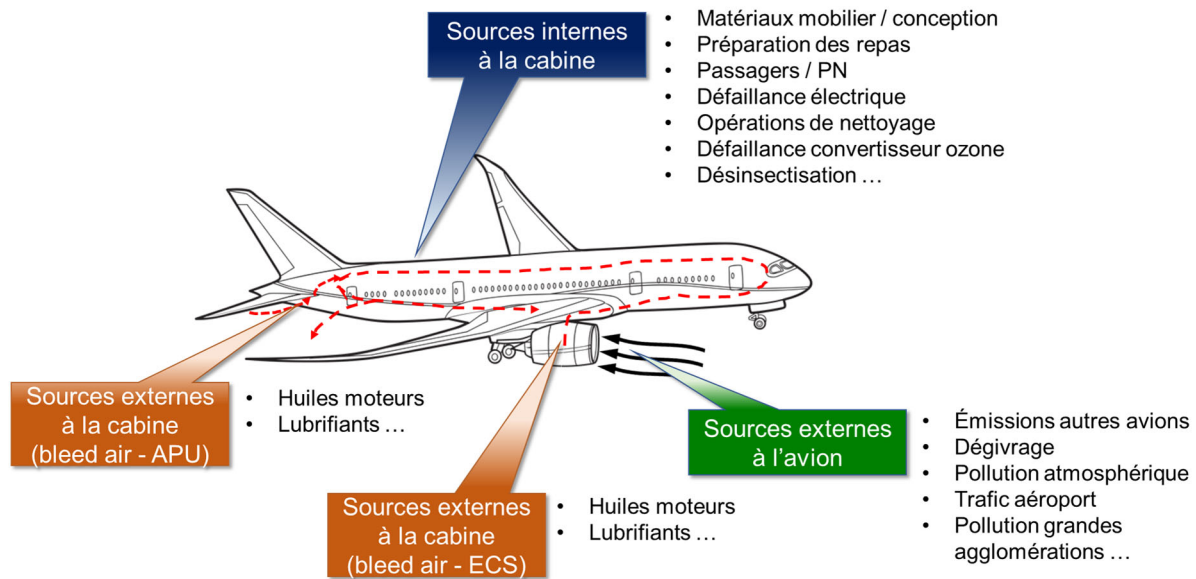 Sources internes
à la cabine
• Matériaux mobilier / conception
• Préparation des repas
• Passagers / PN
• Défaillance électrique
• Opérations de nettoyage
• Défaillance convertisseur ozone
• Désinsectisation …
Sources externes
à la cabine
(bleed air - APU)
• Huiles moteurs
• Lubrifiants …
Sources externes
à la cabine
(bleed air - ECS)
• Huiles moteurs
• Lubrifiants …
Sources externes
à l’avion
• Émissions autres avions
• Dégivrage
• Pollution atmosphérique
• Trafic aéroport
• Pollution grandes
agglomérations …